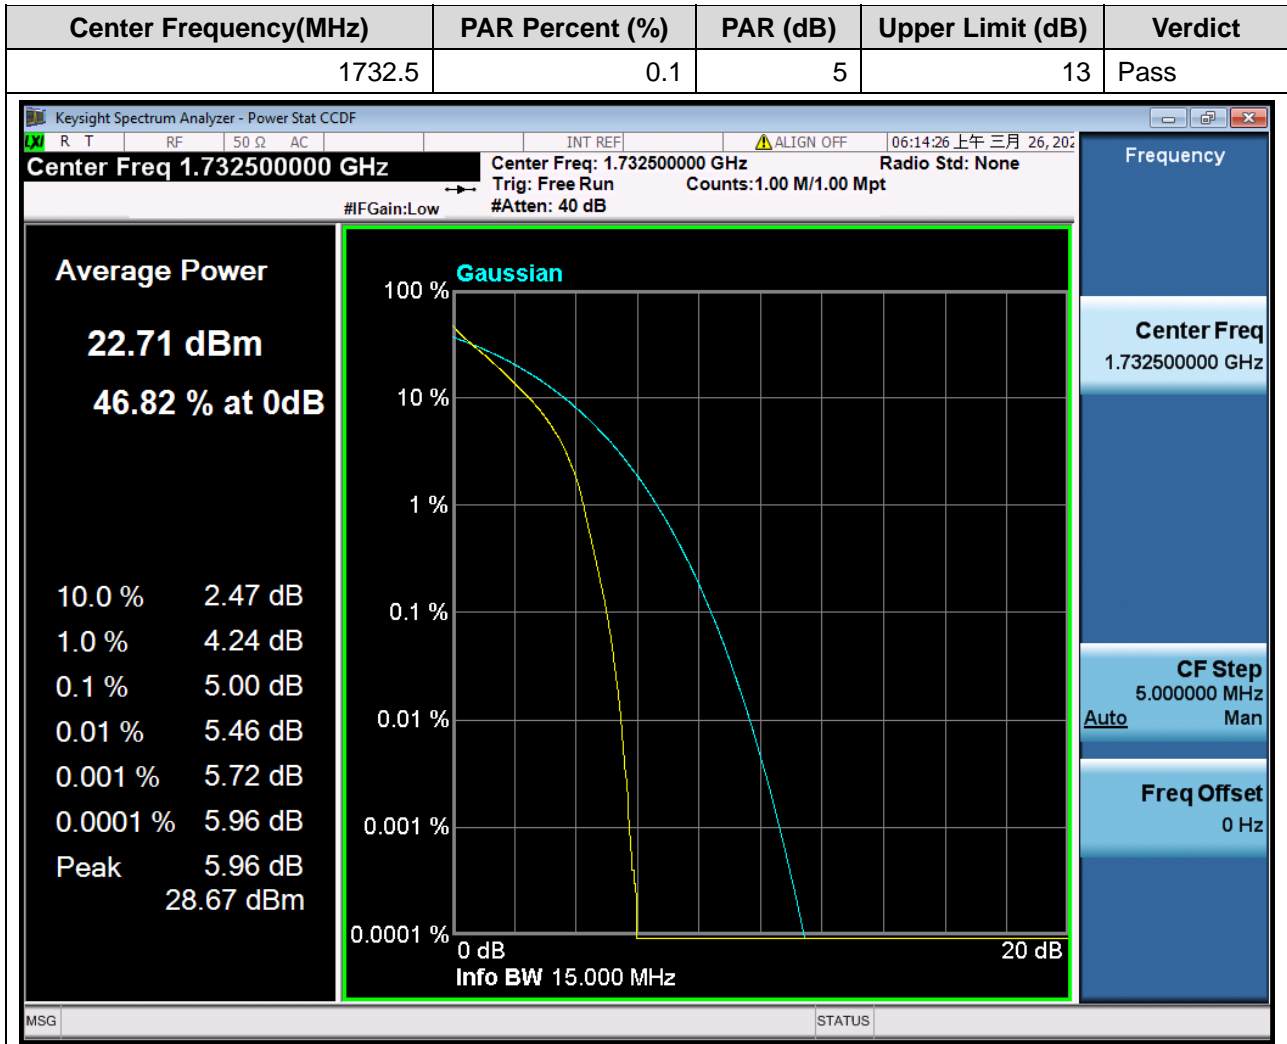 Center Frequency(MHz) PAR Percent (%) PAR (dB) Upper Limit (dB) Verdict
1732.5 0.1 5 13 Pass
Keysight Spectrum Analyzer - Power Stat CCDF
LXI R T RF 50 Ω AC INT REF ALIGN OFF 06:14:26 上午 三月 26, 202
Center Freq 1.732500000 GHz
Center Freq: 1.732500000 GHz Radio Std: None
Trig: Free Run Counts:1.00 M/1.00 Mpt
#IFGain:Low #Atten: 40 dB
Average Power
22.71 dBm
46.82 % at 0dB
10.0 % 2.47 dB
1.0 % 4.24 dB
0.1 % 5.00 dB
0.01 % 5.46 dB
0.001 % 5.72 dB
0.0001 % 5.96 dB
Peak 5.96 dB
28.67 dBm
Gaussian
100 %
10 %
1 %
0.1 %
0.01 %
0.001 %
0.0001 %
0 dB 20 dB
Info BW 15.000 MHz
Frequency
Center Freq
1.732500000 GHz
CF Step
5.000000 MHz
Auto Man
Freq Offset
0 Hz
MSG STATUS